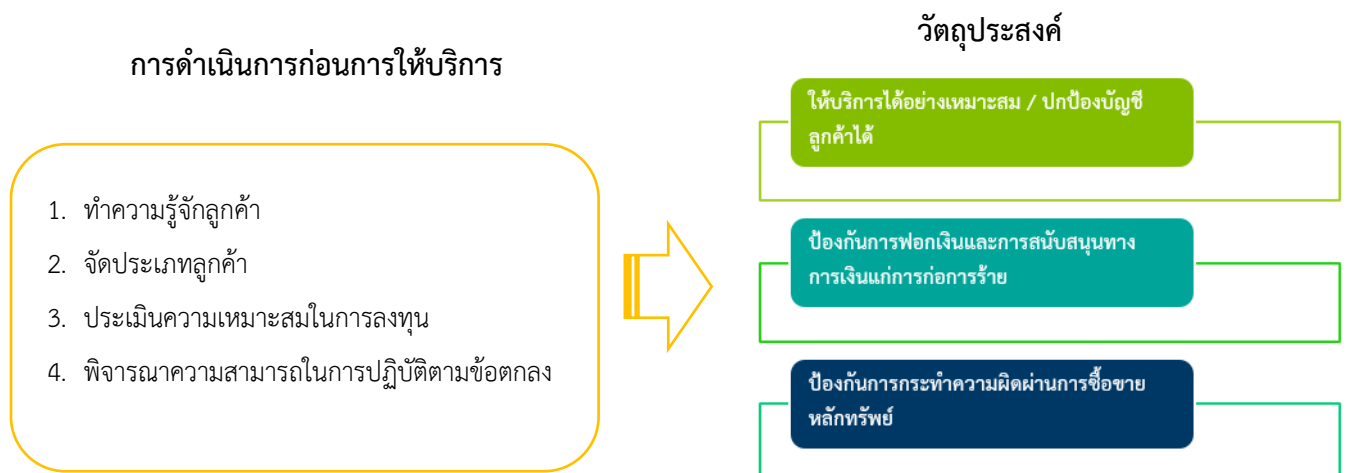 การดำเนินการก่อนการให้บริการ
1. ทำความรู้จักลูกค้า
2. จัดประเภทลูกค้า
3. ประเมินความเหมาะสมในการลงทุน
4. พิจารณาความสามารถในการปฏิบัติตามข้อตกลง
วัตถุประสงค์
ให้บริการได้อย่างเหมาะสม / ปกป้องบัญชี
ลูกค้าได้
ป้องกันการฟอกเงินและการสนับสนุนทาง
การเงินแก่การก่อการร้าย
ป้องกันการกระทำความผิดผ่านการซื้อขาย
หลักทรัพย์